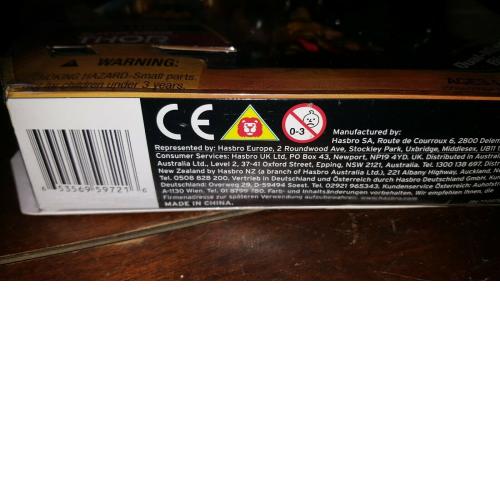 THOR
WARNING:
CHOKING HAZARD-Small parts.
for children under 3 years.
AGES
CE
0-3
Manufactured by:
Hasbro SA, Route de Courroux 6, 2800
Represented by: Hasbro Europe, 2 Roundwood Ave, Stockley Park, Uxbridge, Middlesex, UB11
Consumer Services: Hasbro UK Ltd, PO Box 43, Newport, NP19 4YD, UK. Distributed in
Australia Ltd., Level 2, 37-41 Oxford Street, Epping, NSW 2121, Australia. Tel. 1300 138 697.
New Zealand by Hasbro NZ (a branch of Hasbro Australia Ltd.), 221 Albany Highway, Auckland,
Tel. 0508 828 200. Vertrieb in Deutschland und Österreich durch Hasbro Deutschland GmbH,
Deutschland: Overweg 29, D-59494 Soest. Tel. 02921 965343. Kundenservice Österreich:
A-1130 Wien. Tel. 01 8799 780. Farb- und Inhaltsänderungen vorbehalten. Wir empfehlen Ihnen, die
Firmenadresse zur späteren Verwendung aufzubewahren. www.hasbro.com
MADE IN CHINA.
6 53569 59721 6